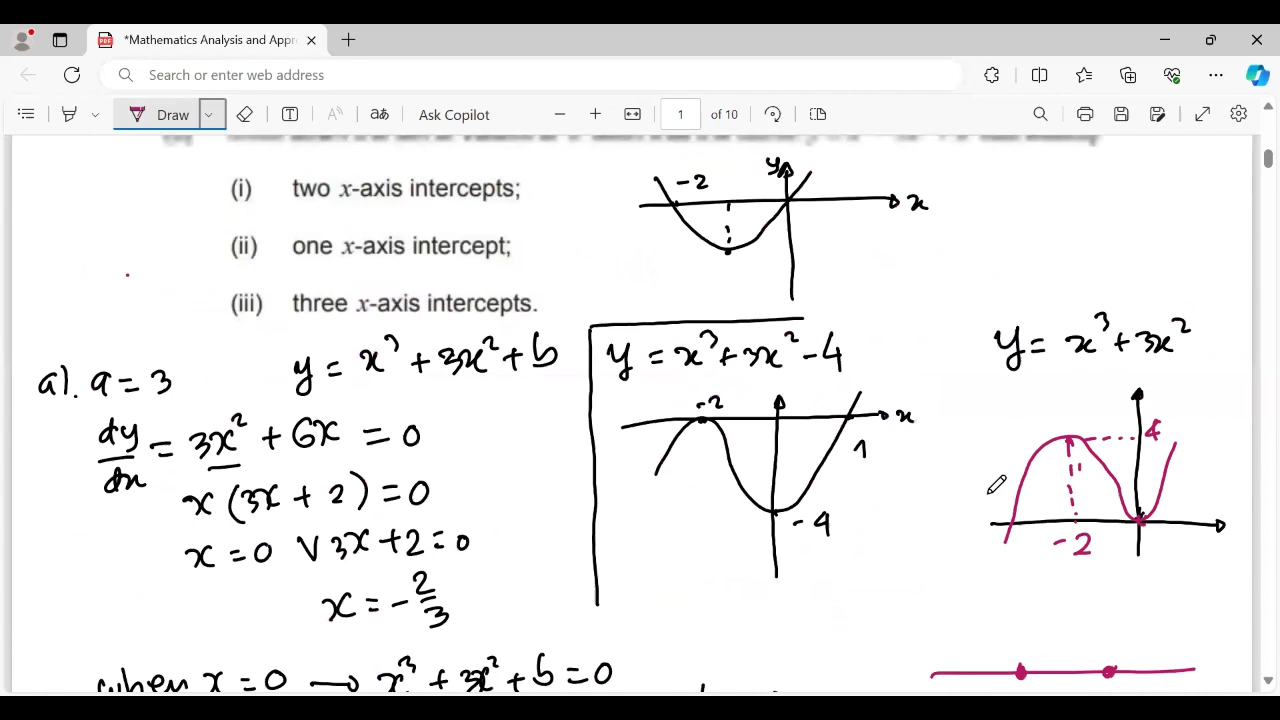 *Mathematics Analysis and Appr
Search or enter web address
Draw
aあ
Ask Copilot
1 of 10
(i) two x-axis intercepts;
(ii) one x-axis intercept;
(iii) three x-axis intercepts.
-2 y x
a). a = 3
y = x³ + 3x² + b
dy/dx = 3x² + 6x = 0
x (3x + 2) = 0
x = 0 V 3x + 2 = 0
x = - 2/3
when x = 0 → x³ + 3x² + b = 0
y = x³ + 3x² - 4
-2 x
1
-4
y = x³ + 3x²
4
-2